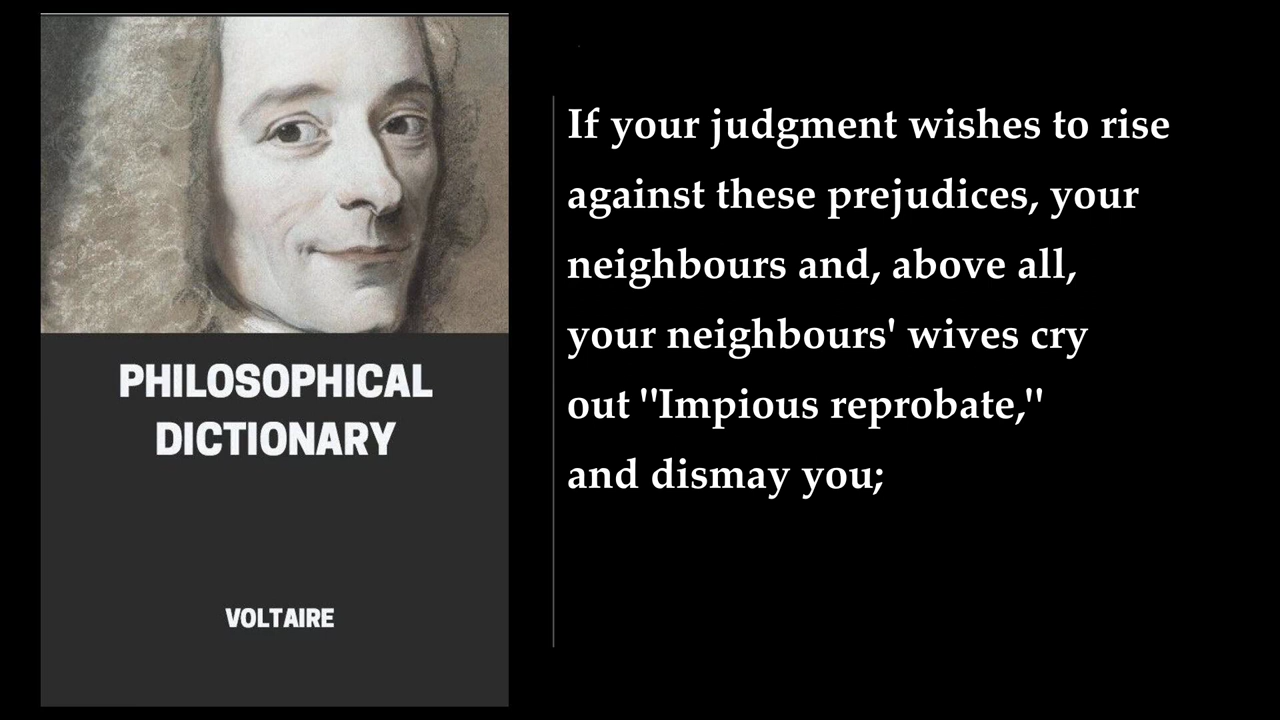 PHILOSOPHICAL
DICTIONARY
VOLTAIRE
If your judgment wishes to rise
against these prejudices, your
neighbours and, above all,
your neighbours' wives cry
out "Impious reprobate,"
and dismay you;